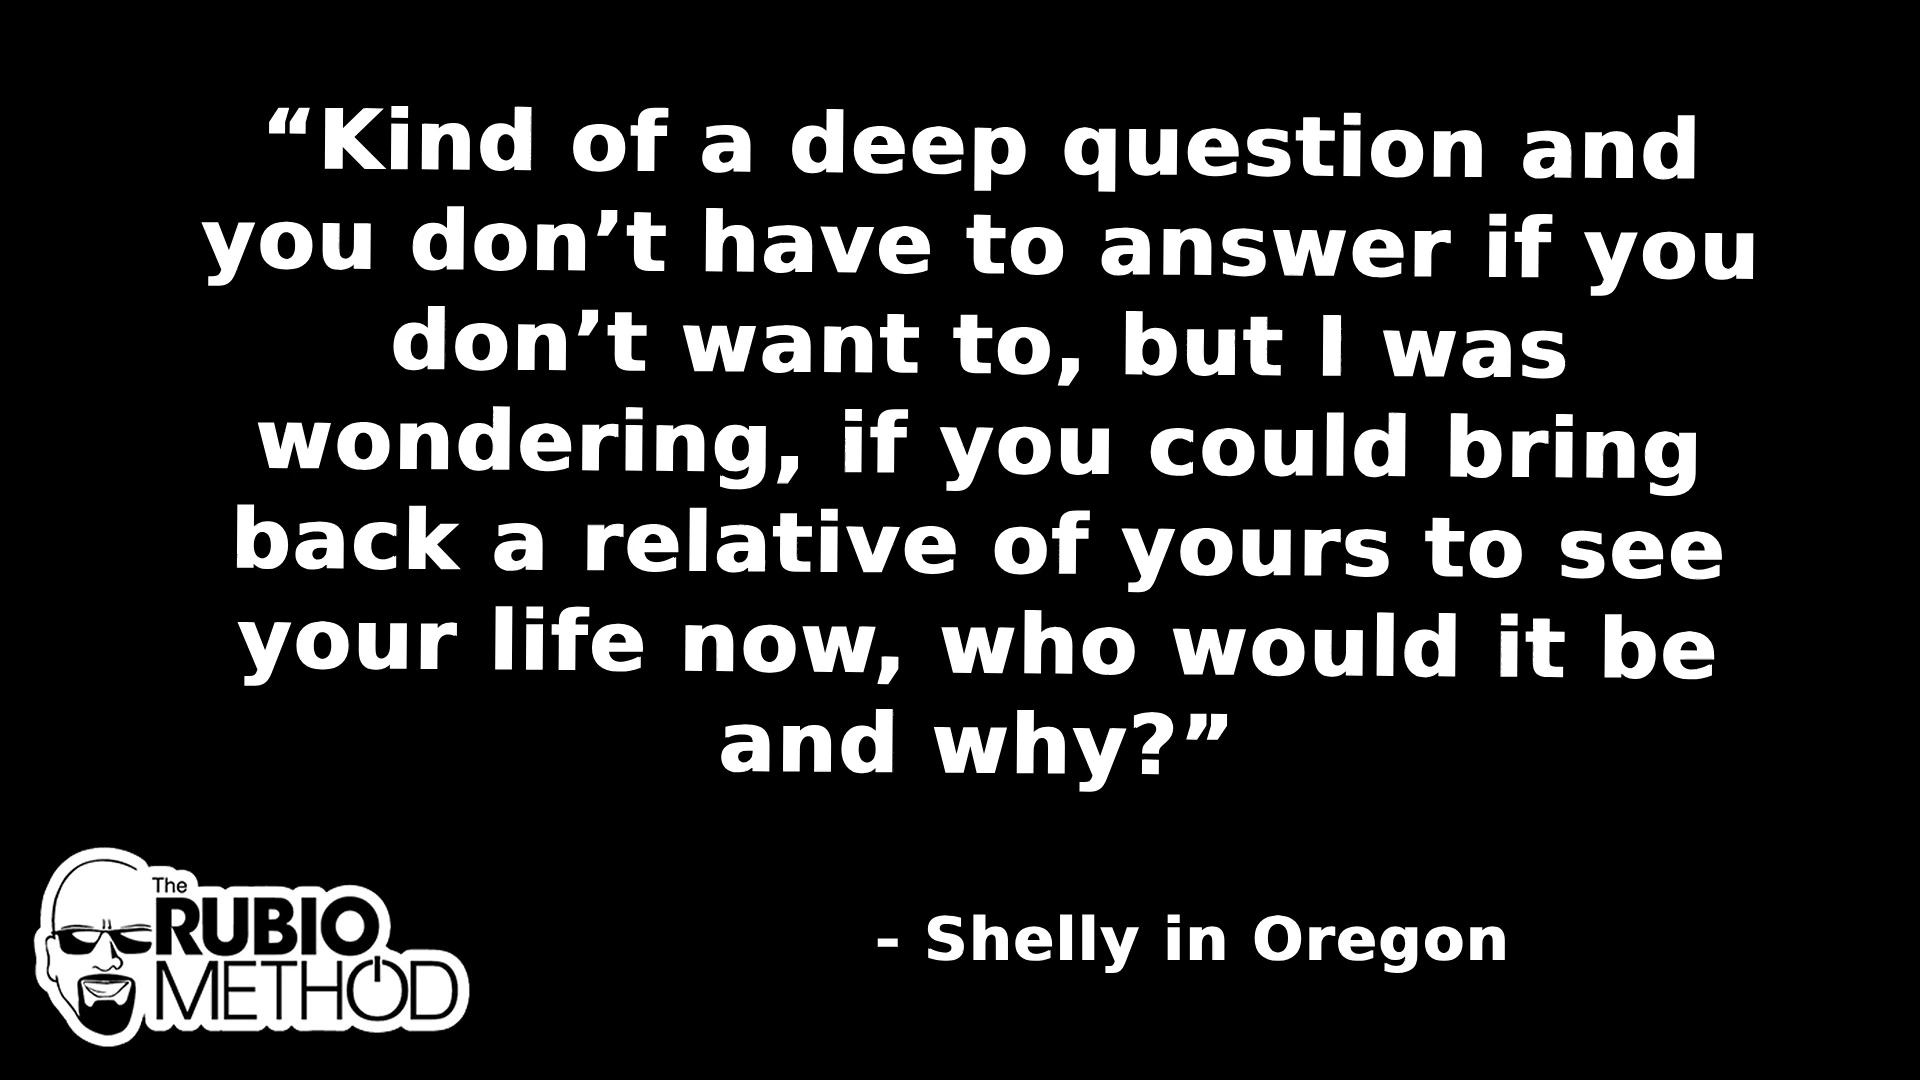 “Kind of a deep question and
you don’t have to answer if you
don’t want to, but I was
wondering, if you could bring
back a relative of yours to see
your life now, who would it be
and why?”
- Shelly in Oregon
The
RUBIO
METHOD